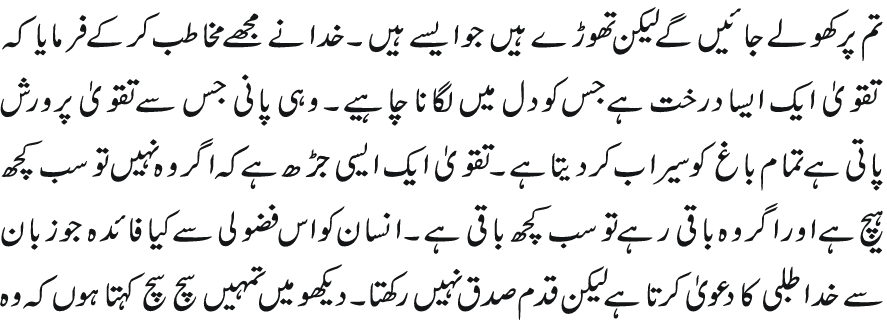 تم پر کھولے جائیں گے لیکن تھوڑے ہیں جو ایسے ہیں۔ خدا نے مجھے مخاطب کر کے فرمایا کہ
تقویٰ ایک ایسا درخت ہے جس کو دل میں لگانا چاہیے۔ وہی پانی جس سے تقویٰ پرورش
پاتی ہے تمام باغ کو سیراب کر دیتا ہے۔ تقویٰ ایک ایسی جڑھ ہے کہ اگر وہ نہیں تو سب کچھ
ہیچ ہے اور اگر وہ باقی رہے تو سب کچھ باقی ہے۔ انسان کو اس فضولی سے کیا فائدہ جو زبان
سے خدا طلبی کا دعویٰ کرتا ہے لیکن قدم صدق نہیں رکھتا۔ دیکھو میں تمہیں سچ سچ کہتا ہوں کہ وہ